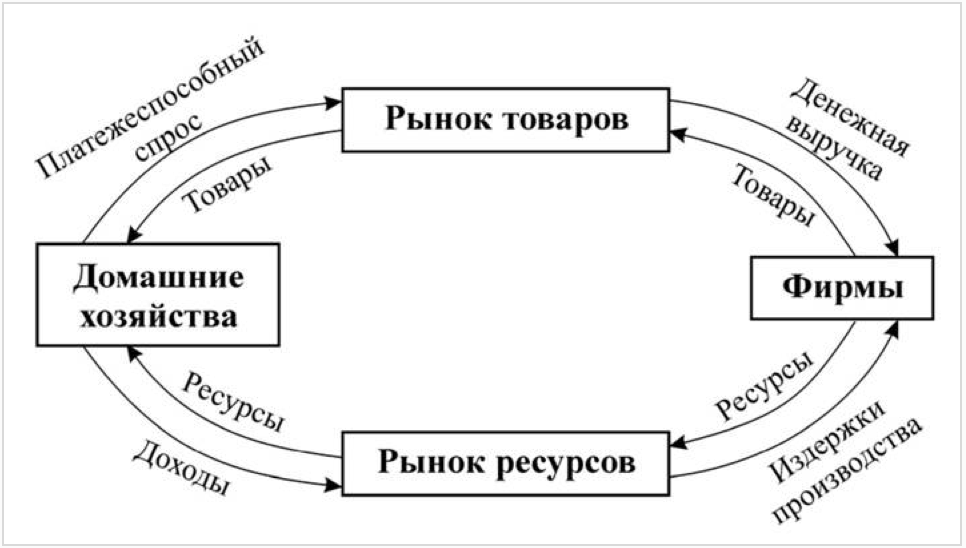 Платежеспособный
спрос
Рынок товаров
Денежная
выручка
Товары
Товары
Домашние
хозяйства
Фирмы
Ресурсы
Ресурсы
Доходы
Рынок ресурсов
Издержки
производства